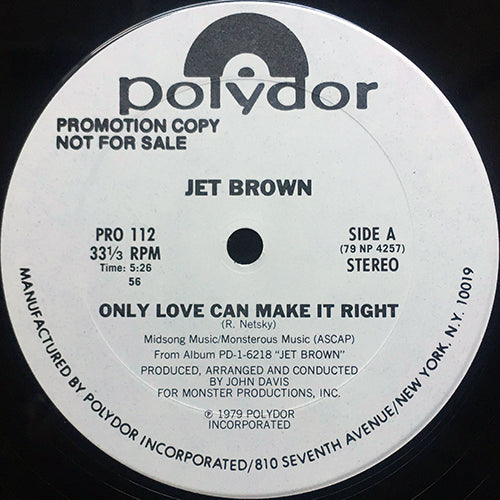 polydor
PROMOTION COPY
NOT FOR SALE
JET BROWN
PRO 112
33⅓ RPM
Time: 5:26
56
SIDE A
(79 NP 4257)
STEREO
ONLY LOVE CAN MAKE IT RIGHT
(R. Netsky)
Midsong Music/Monsterous Music (ASCAP)
From Album PD-1-6218 "JET BROWN"
PRODUCED, ARRANGED AND CONDUCTED
BY JOHN DAVIS
FOR MONSTER PRODUCTIONS, INC.
℗ 1979 POLYDOR
INCORPORATED
MANUFACTURED BY POLYDOR INCORPORATED/810 SEVENTH AVENUE/NEW YORK, N.Y. 10019